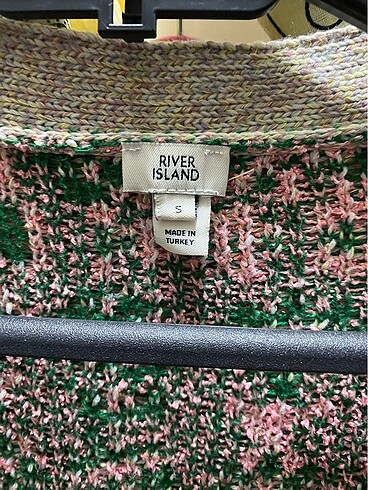 RIVER
ISLAND
S
MADE IN
TURKEY